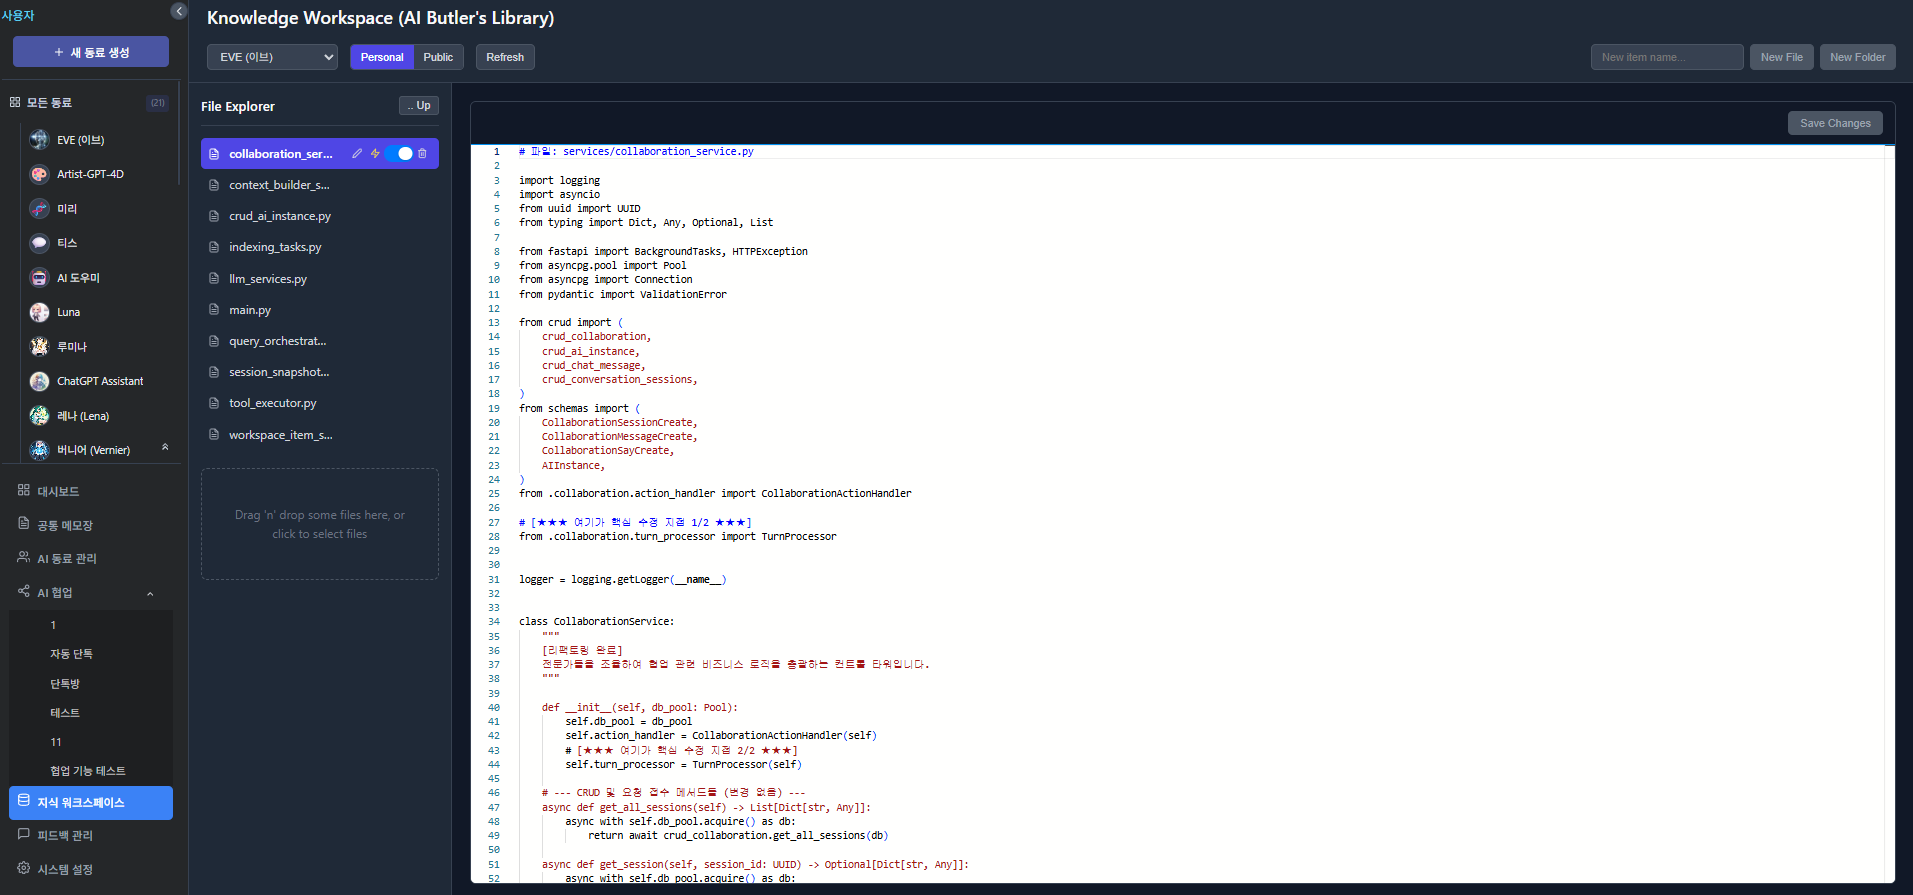 사용자
+ 새 동료 생성
모든 동료 (21)
EVE (이브)
Artist-GPT-4D
미리
티스
AI 도우미
Luna
루미나
ChatGPT Assistant
레나 (Lena)
버니어 (Vernier)
대시보드
공통 메모장
AI 동료 관리
AI 협업
1
자동 단톡
단톡방
테스트
11
협업 기능 테스트
지식 워크스페이스
피드백 관리
시스템 설정
Knowledge Workspace (AI Butler's Library)
EVE (이브)
Personal
Public
Refresh
New item name...
New File
New Folder
File Explorer
.. Up
collaboration_ser...
context_builder_s...
crud_ai_instance.py
indexing_tasks.py
llm_services.py
main.py
query_orchestrat...
session_snapshot...
tool_executor.py
workspace_item_s...
Drag 'n' drop some files here, or
click to select files
Save Changes
1 # 파일: services/collaboration_service.py
2
3 import logging
4 import asyncio
5 from uuid import UUID
6 from typing import Dict, Any, Optional, List
7
8 from fastapi import BackgroundTasks, HTTPException
9 from asyncpg.pool import Pool
10 from asyncpg import Connection
11 from pydantic import ValidationError
12
13 from crud import (
14     crud_collaboration,
15     crud_ai_instance,
16     crud_chat_message,
17     crud_conversation_sessions,
18 )
19 from schemas import (
20     CollaborationSessionCreate,
21     CollaborationMessageCreate,
22     CollaborationSayCreate,
23     AIInstance,
24 )
25 from .collaboration.action_handler import CollaborationActionHandler
26
27 # [★★★ 여기가 핵심 수정 지점 1/2 ★★★]
28 from .collaboration.turn_processor import TurnProcessor
29
30
31 logger = logging.getLogger(__name__)
32
33
34 class CollaborationService:
35     """
36     [리팩토링 완료]
37     전문가들을 조율하여 협업 관련 비즈니스 로직을 총괄하는 컨트롤 타워입니다.
38     """
39
40     def __init__(self, db_pool: Pool):
41         self.db_pool = db_pool
42         self.action_handler = CollaborationActionHandler(self)
43         # [★★★ 여기가 핵심 수정 지점 2/2 ★★★]
44         self.turn_processor = TurnProcessor(self)
45
46     # --- CRUD 및 요청 접수 메서드들 (변경 없음) ---
47     async def get_all_sessions(self) -> List[Dict[str, Any]]:
48         async with self.db_pool.acquire() as db:
49             return await crud_collaboration.get_all_sessions(db)
50
51     async def get_session(self, session_id: UUID) -> Optional[Dict[str, Any]]:
52         async with self.db_pool.acquire() as db: